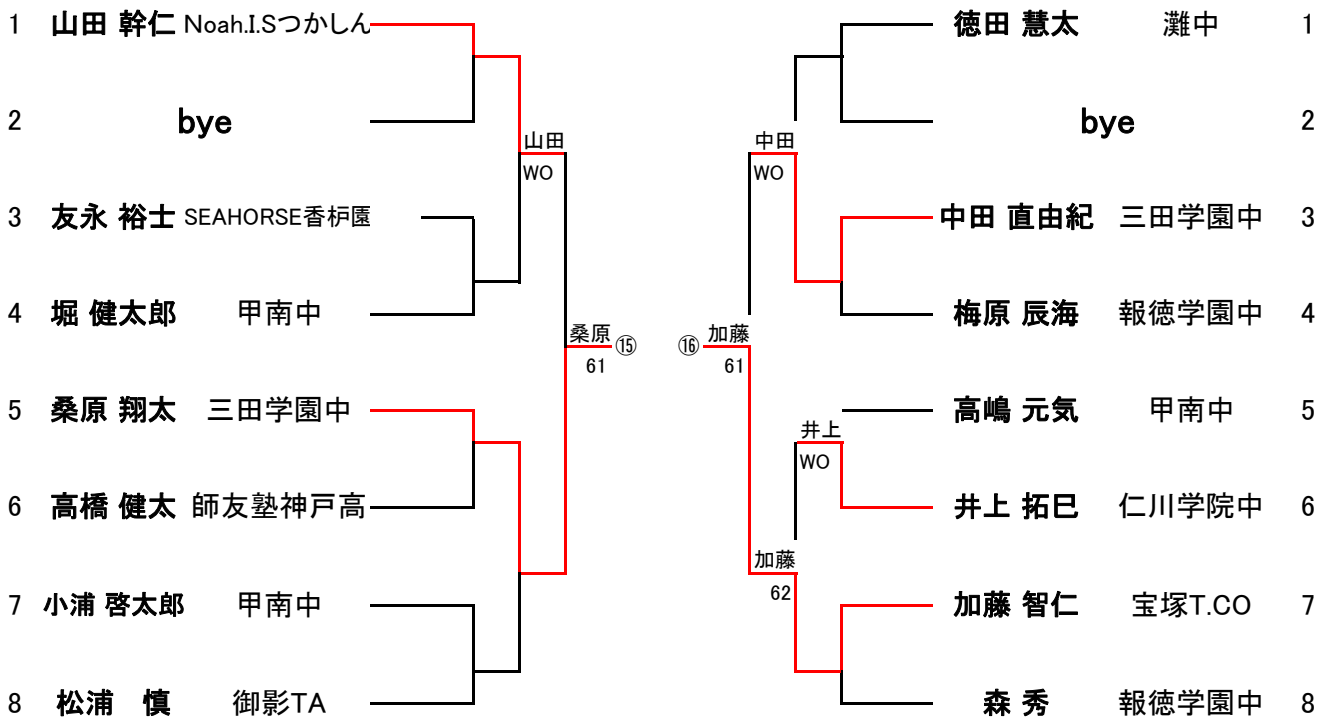 1 山田 幹仁 Noah.I.Sつかしん
2 bye
山田
WO
3 友永 裕士 SEAHORSE香枦園
4 堀 健太郎 甲南中
桑原 ⑮
61
5 桑原 翔太 三田学園中
6 高橋 健太 師友塾神戸高
7 小浦 啓太郎 甲南中
8 松浦 慎 御影TA
徳田 慧太 灘中 1
bye 2
中田
WO
中田 直由紀 三田学園中 3
梅原 辰海 報徳学園中 4
⑯ 加藤
61
高嶋 元気 甲南中 5
井上
WO
井上 拓巳 仁川学院中 6
加藤
62
加藤 智仁 宝塚T.CO 7
森 秀 報徳学園中 8